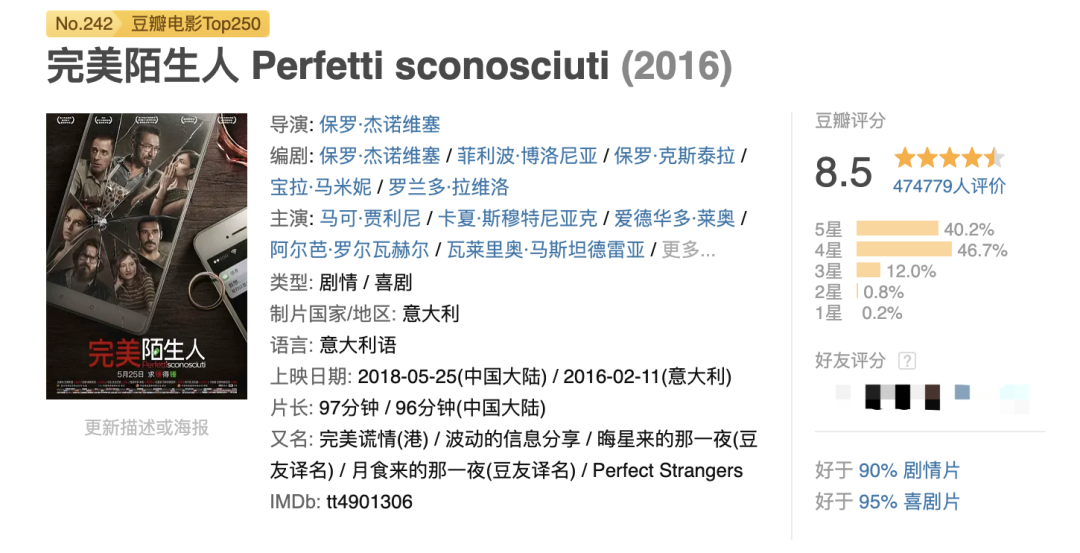 No.242 豆瓣电影Top250
完美陌生人 Perfetti sconosciuti (2016)
导演: 保罗·杰诺维塞
编剧: 保罗·杰诺维塞 / 菲利波·博洛尼亚 / 保罗·克斯泰拉 /
宝拉·马米妮 / 罗兰多·拉维洛
主演: 马可·贾利尼 / 卡夏·斯穆特尼亚克 / 爱德华多·莱奥 /
阿尔芭·罗尔瓦赫尔 / 瓦莱里奥·马斯坦德雷亚 / 更多...
类型: 剧情 / 喜剧
制片国家/地区: 意大利
语言: 意大利语
上映日期: 2018-05-25(中国大陆) / 2016-02-11(意大利)
片长: 97分钟 / 96分钟(中国大陆)
又名: 完美谎情(港) / 波动的信息分享 / 晦星来的那一夜(豆
友译名) / 月食来的那一夜(豆友译名) / Perfect Strangers
IMDb: tt4901306
完美陌生人
Perfettisconosciuti
5月25日 求懂得懂
更新描述或海报
豆瓣评分
8.5
474779人评价
5星 40.2%
4星 46.7%
3星 12.0%
2星 0.8%
1星 0.2%
好友评分 ?
好于 90% 剧情片
好于 95% 喜剧片